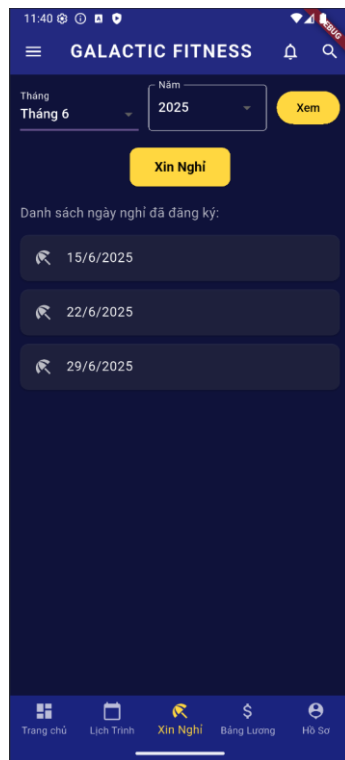 11:40
DEBUG
GALACTIC FITNESS
Tháng
Tháng 6
Năm
2025
Xem
Xin Nghỉ
Danh sách ngày nghỉ đã đăng ký:
15/6/2025
22/6/2025
29/6/2025
Trang chủ Lịch Trình Xin Nghỉ Bảng Lương Hồ Sơ